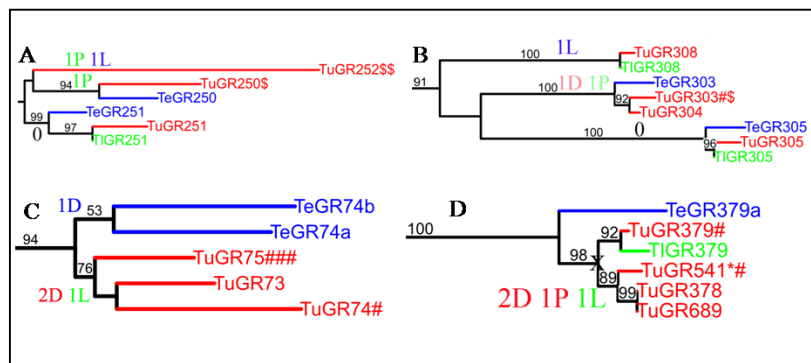 A
1P 1L
TuGR252$$
94 1P
TuGR250$
TeGR250
99
TeGR251
0
97
TuGR251
TlGR251
B
1L
100
TuGR308
TlGR308
91
1D 1P
TeGR303
100
92
TuGR303#$
TuGR304
0
100
TeGR305
96
TuGR305
TlGR305
C
1D
53
TeGR74b
TeGR74a
94
76
TuGR75###
TuGR73
2D 1L
TuGR74#
D
TeGR379a
100
92
TuGR379#
TlGR379
98
X
TuGR541*#
89
2D 1P 1L
99
TuGR378
TuGR689